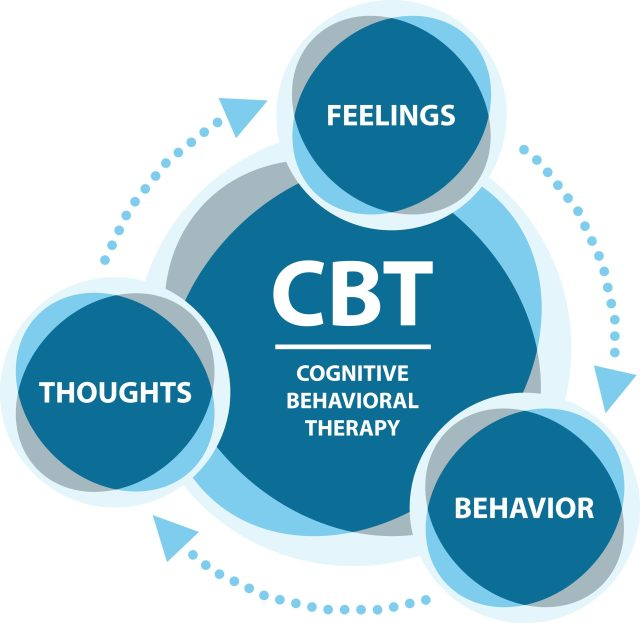 FEELINGS
CBT
COGNITIVE
BEHAVIORAL
THERAPY
THOUGHTS
BEHAVIOR